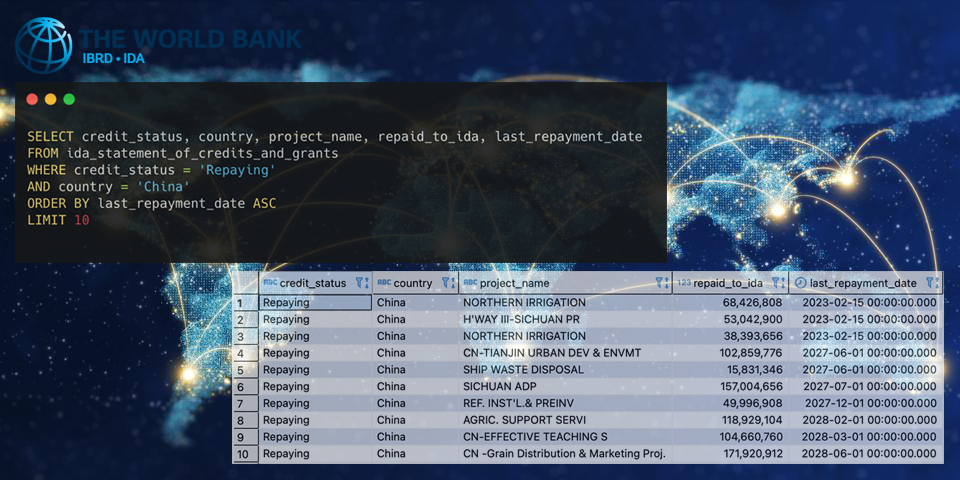 THE WORLD BANK
IBRD • IDA
SELECT credit_status, country, project_name, repaid_to_ida, last_repayment_date
FROM ida_statement_of_credits_and_grants
WHERE credit_status = 'Repaying'
AND country = 'China'
ORDER BY last_repayment_date ASC
LIMIT 10
ABC credit_status ABC country ABC project_name 123 repaid_to_ida last_repayment_date
1 Repaying China NORTHERN IRRIGATION 68,426,808 2023-02-15 00:00:00.000
2 Repaying China H'WAY III-SICHUAN PR 53,042,900 2023-02-15 00:00:00.000
3 Repaying China NORTHERN IRRIGATION 38,393,656 2023-02-15 00:00:00.000
4 Repaying China CN-TIANJIN URBAN DEV & ENVMT 102,859,776 2027-06-01 00:00:00.000
5 Repaying China SHIP WASTE DISPOSAL 15,831,346 2027-06-01 00:00:00.000
6 Repaying China SICHUAN ADP 157,004,656 2027-07-01 00:00:00.000
7 Repaying China REF. INST'L.& PREINV 49,996,908 2027-12-01 00:00:00.000
8 Repaying China AGRIC. SUPPORT SERVI 118,929,104 2028-02-01 00:00:00.000
9 Repaying China CN-EFFECTIVE TEACHING S 104,660,760 2028-03-01 00:00:00.000
10 Repaying China CN -Grain Distribution & Marketing Proj. 171,920,912 2028-06-01 00:00:00.000